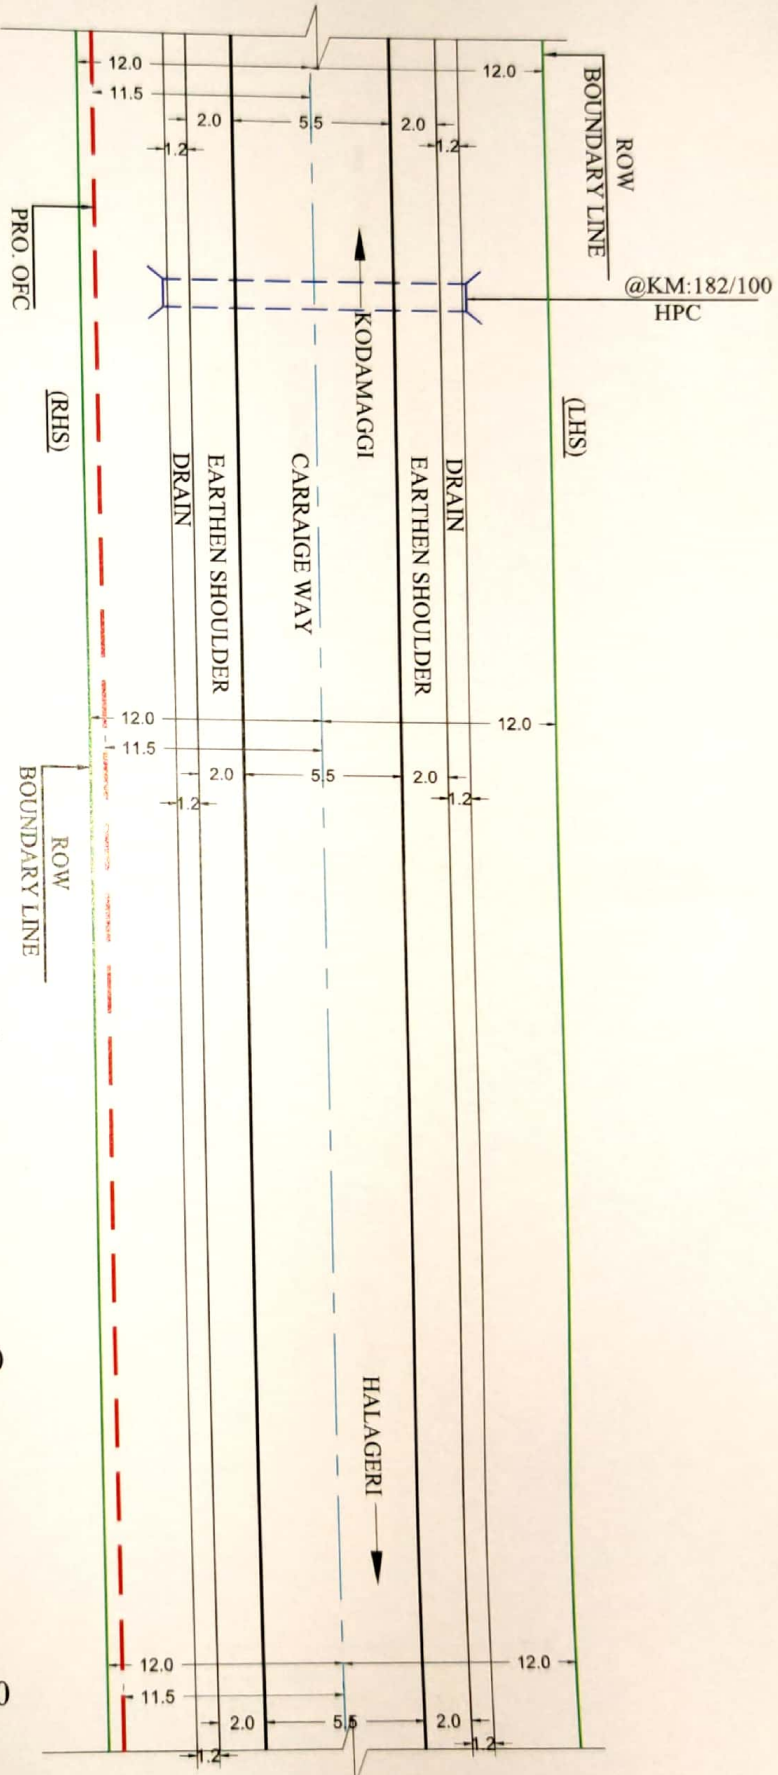 12.0
12.0
11.5
2.0
5.5
2.0
1.2
1.2
ROW
BOUNDARY LINE
PRO. OFC
@KM:182/100
HPC
KODAMAGGI
(LHS)
(RHS)
DRAIN
EARTHEN SHOULDER
CARRAIGE WAY
EARTHEN SHOULDER
DRAIN
12.0
12.0
11.5
2.0
5.5
2.0
1.2
1.2
ROW
BOUNDARY LINE
HALAGERI
12.0
12.0
11.5
2.0
5.5
2.0
1.2
1.2